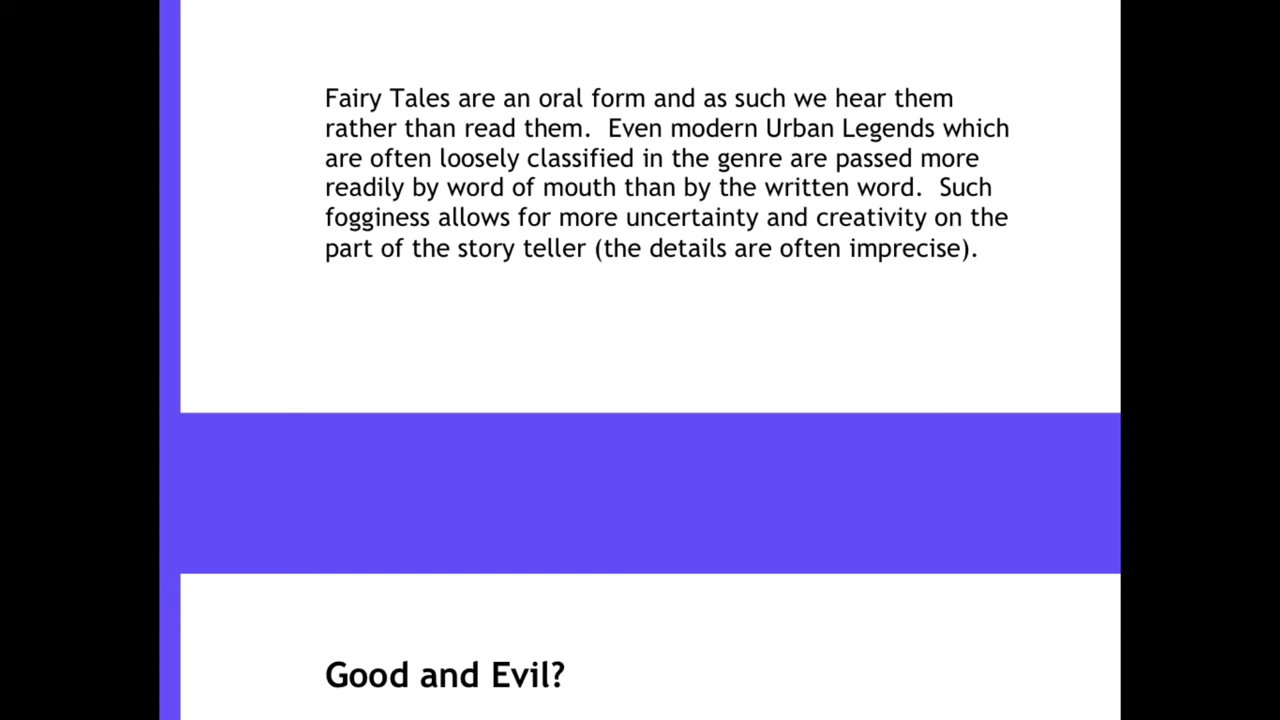 Fairy Tales are an oral form and as such we hear them
rather than read them.  Even modern Urban Legends which
are often loosely classified in the genre are passed more
readily by word of mouth than by the written word.  Such
fogginess allows for more uncertainty and creativity on the
part of the story teller (the details are often imprecise).
Good and Evil?